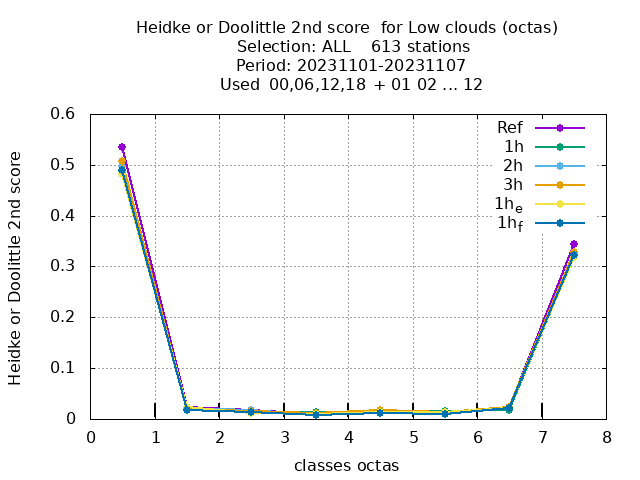 Heidke or Doolittle 2nd score for Low clouds (octas)
Selection: ALL 613 stations
Period: 20231101-20231107
Used 00,06,12,18 + 01 02 ... 12
Heidke or Doolittle 2nd score
0.6
0.5
0.4
0.3
0.2
0.1
0
Ref
1h
2h
3h
1he
1hf
0 1 2 3 4 5 6 7 8
classes octas